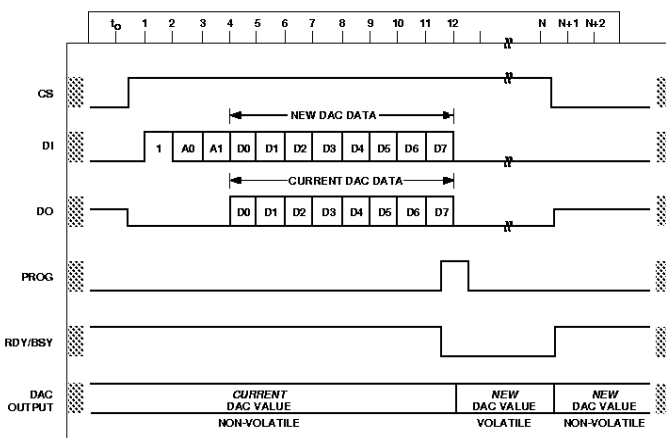 to 1 2 3 4 5 6 7 8 9 10 11 12 N N+1 N+2
CS
NEW DAC DATA
DI 1 A0 A1 D0 D1 D2 D3 D4 D5 D6 D7
CURRENT DAC DATA
DO D0 D1 D2 D3 D4 D5 D6 D7
PROG
RDY/BSY
DAC OUTPUT
CURRENT DAC VALUE
NON-VOLATILE
NEW DAC VALUE
VOLATILE
NEW DAC VALUE
NON-VOLATILE